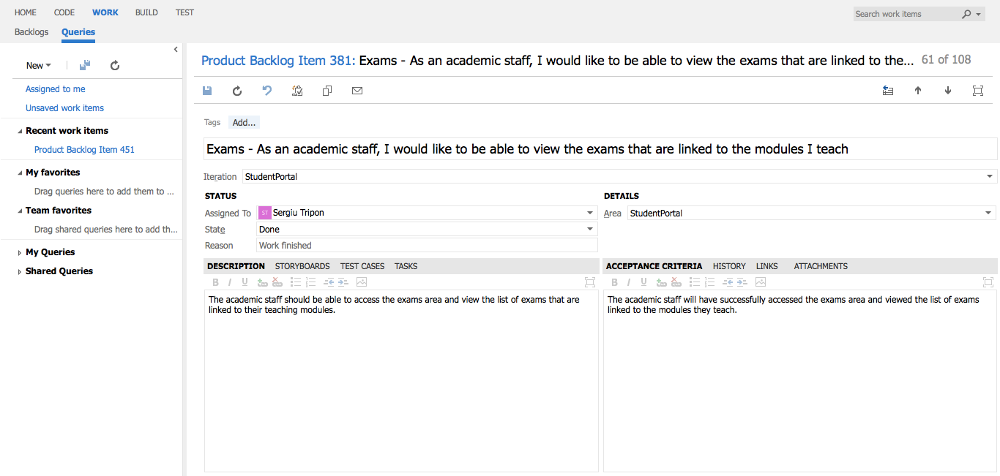 HOME CODE WORK BUILD TEST
Search work items
Backlogs Queries
New
Assigned to me
Unsaved work items
Recent work items
Product Backlog Item 451
My favorites
Drag queries here to add them to ...
Team favorites
Drag shared queries here to add th...
My Queries
Shared Queries
Product Backlog Item 381: Exams - As an academic staff, I would like to be able to view the exams that are linked to the... 61 of 108
Tags Add...
Exams - As an academic staff, I would like to be able to view the exams that are linked to the modules I teach
Iteration StudentPortal
STATUS
Assigned To ST Sergiu Tripon
State Done
Reason Work finished
DETAILS
Area StudentPortal
DESCRIPTION STORYBOARDS TEST CASES TASKS
B I U
The academic staff should be able to access the exams area and view the list of exams that are
linked to their teaching modules.
ACCEPTANCE CRITERIA HISTORY LINKS ATTACHMENTS
B I U
The academic staff will have successfully accessed the exams area and viewed the list of exams
linked to the modules they teach.